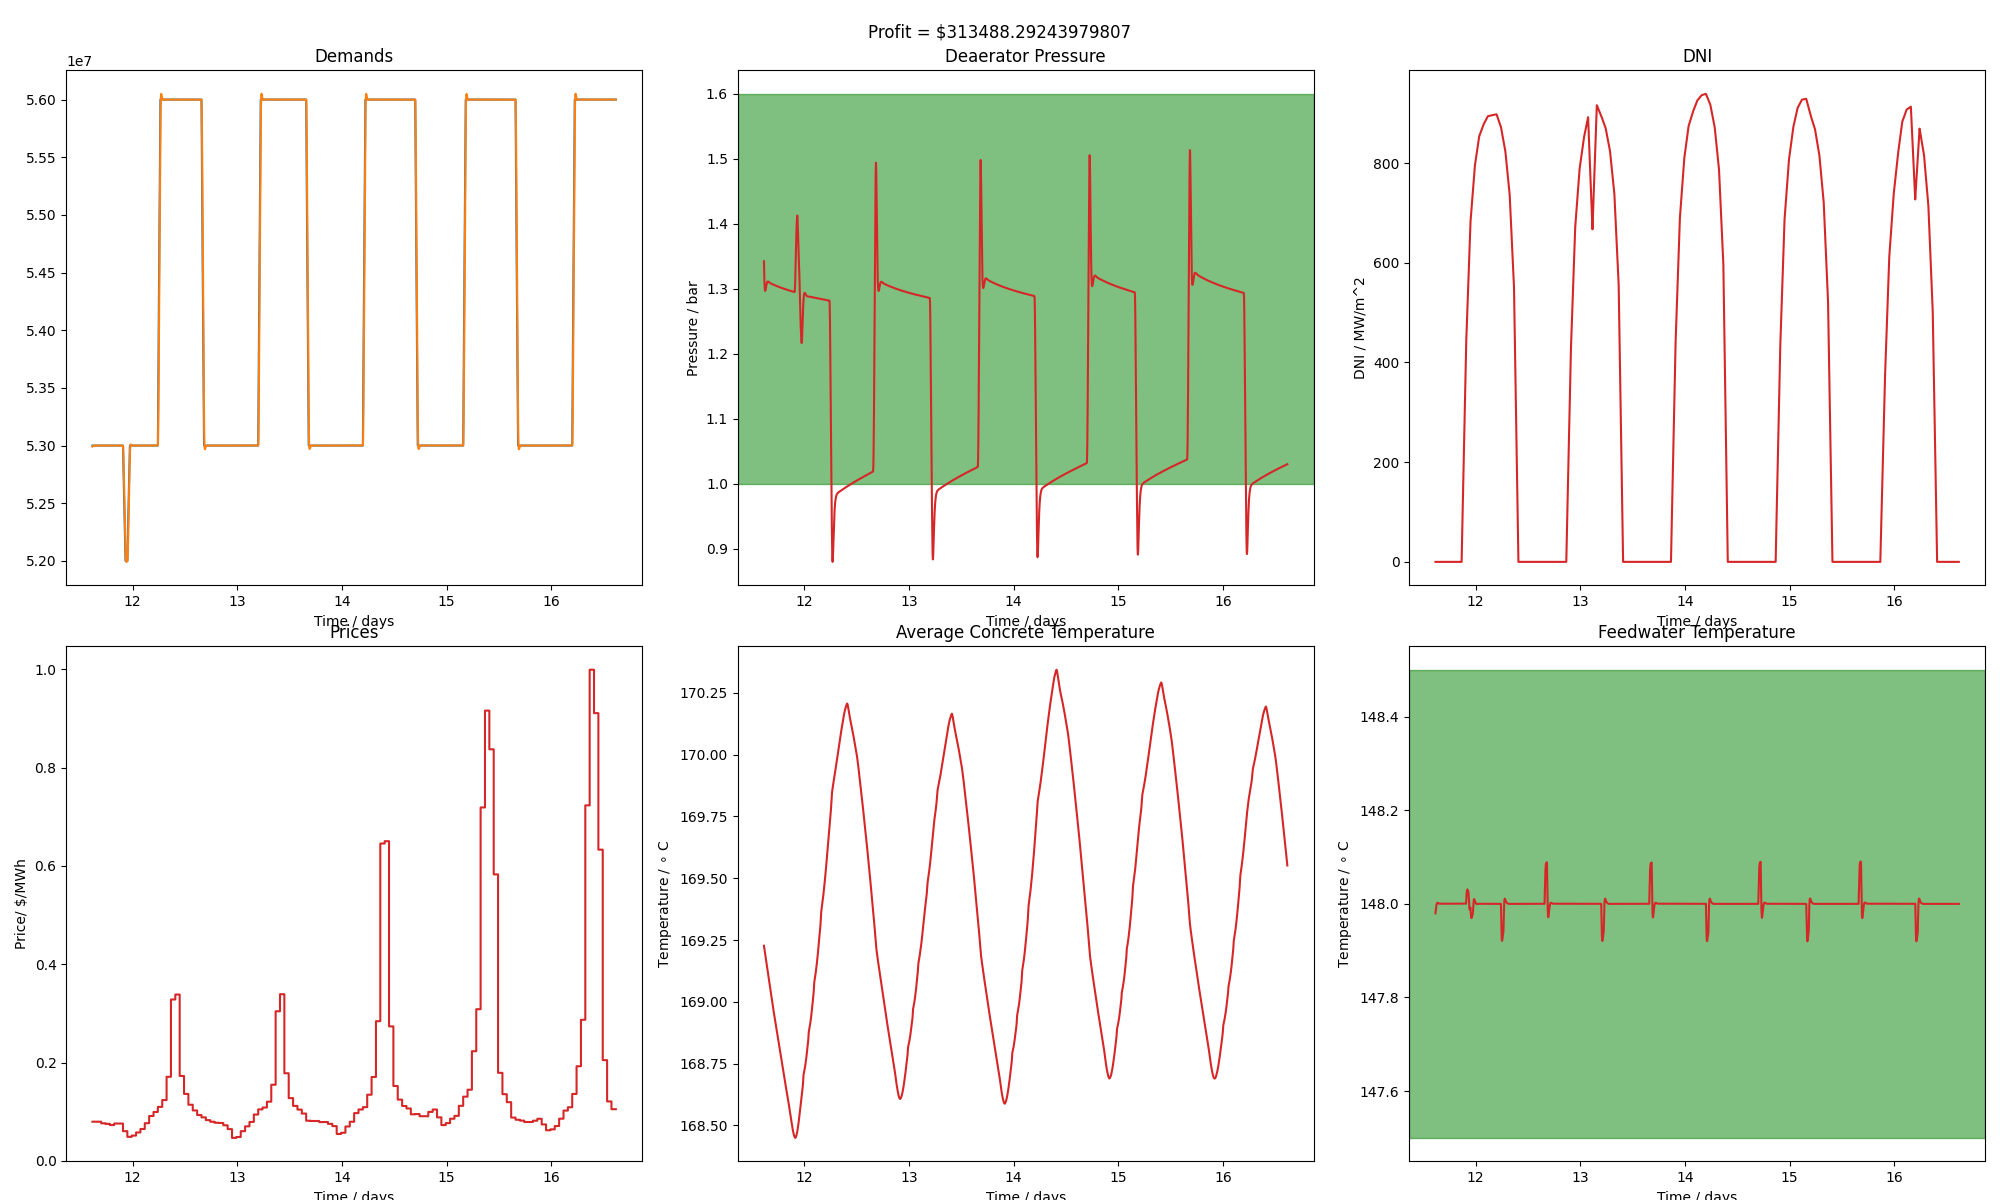 Profit = $313488.29243979807
Demands
1e7
5.60
5.55
5.50
5.45
5.40
5.35
5.30
5.25
5.20
12 13 14 15 16
Time / days
Deaerator Pressure
Pressure / bar
1.6
1.5
1.4
1.3
1.2
1.1
1.0
0.9
12 13 14 15 16
Time / days
DNI
DNI / MW/m^2
800
600
400
200
0
12 13 14 15 16
Time / days
Prices
Price/ $/MWh
1.0
0.8
0.6
0.4
0.2
0.0
12 13 14 15 16
Time / days
Average Concrete Temperature
Temperature / ∘ C
170.25
170.00
169.75
169.50
169.25
169.00
168.75
168.50
12 13 14 15 16
Time / days
Feedwater Temperature
Temperature / ∘ C
148.4
148.2
148.0
147.8
147.6
12 13 14 15 16
Time / days